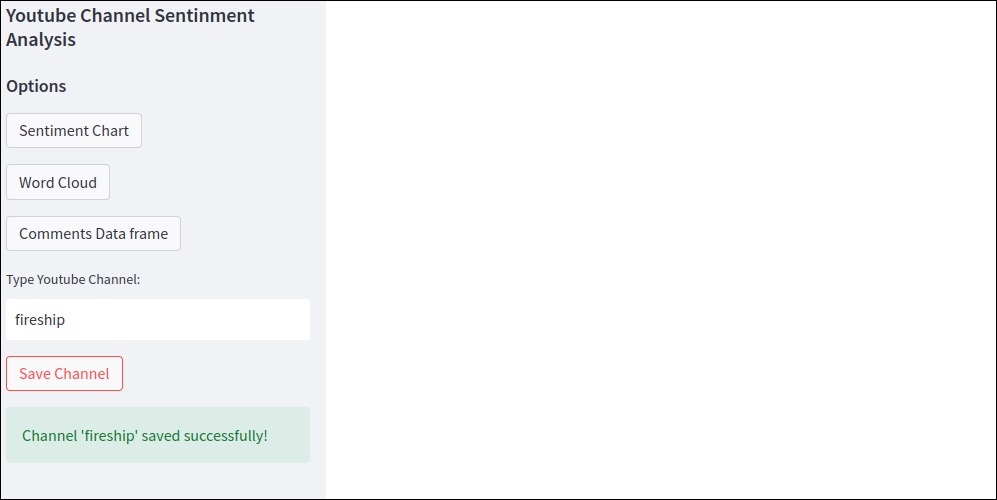 Youtube Channel Sentinment
Analysis
Options
Sentiment Chart
Word Cloud
Comments Data frame
Type Youtube Channel:
fireship
Save Channel
Channel 'fireship' saved successfully!